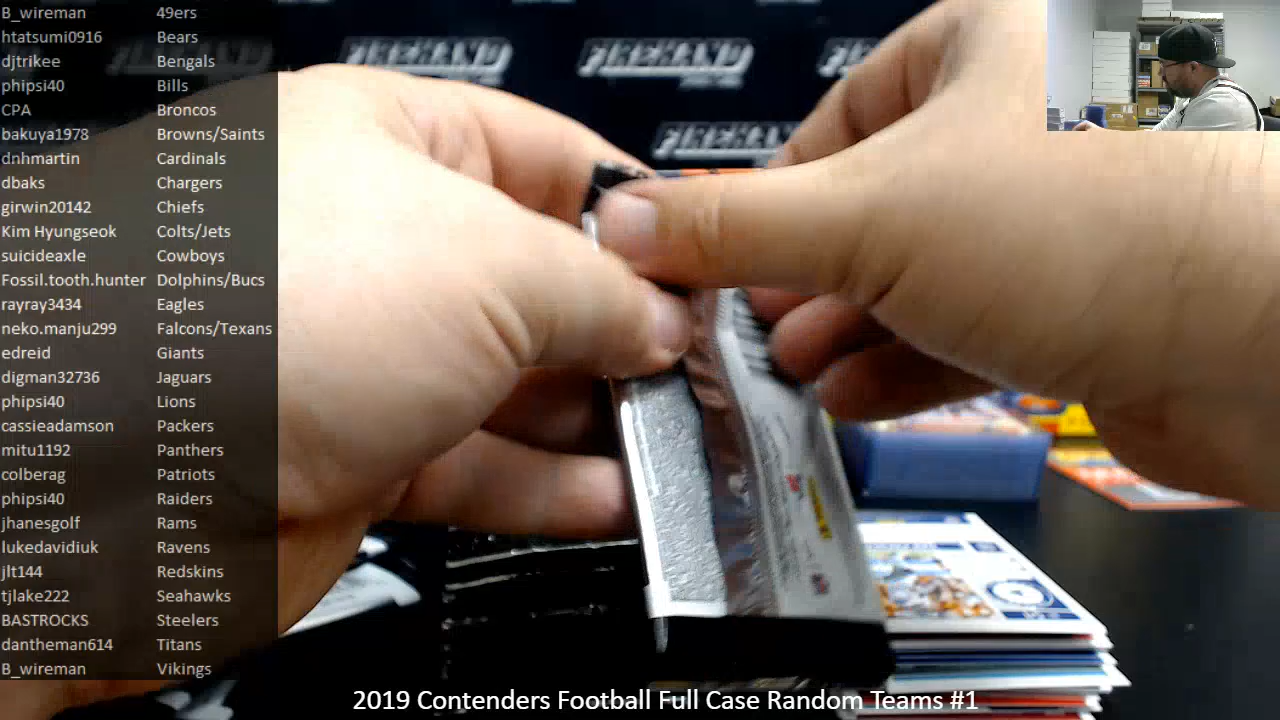 B_wireman 49ers
htatsumi0916 Bears
djtrikee Bengals
phipsi40 Bills
CPA Broncos
bakuya1978 Browns/Saints
dnhmartin Cardinals
dbaks Chargers
girwin20142 Chiefs
Kim Hyungseok Colts/Jets
suicideaxle Cowboys
Fossil.tooth.hunter Dolphins/Bucs
rayray3434 Eagles
neko.manju299 Falcons/Texans
edreid Giants
digman32736 Jaguars
phipsi40 Lions
cassieadamson Packers
mitu1192 Panthers
colberag Patriots
phipsi40 Raiders
jhanesgolf Rams
lukedavidiuk Ravens
jlt144 Redskins
tjlake222 Seahawks
BASTROCKS Steelers
dantheman614 Titans
B_wireman Vikings
FIREHAND FIREHAND
FIREHAND
2019 Contenders Football Full Case Random Teams #1